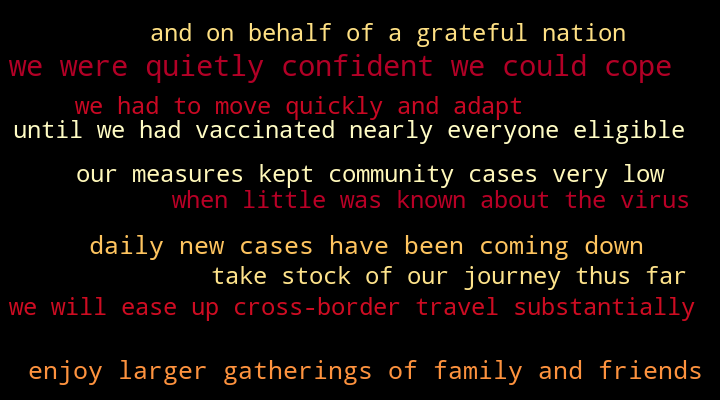 and on behalf of a grateful nation
we were quietly confident we could cope
we had to move quickly and adapt
until we had vaccinated nearly everyone eligible
our measures kept community cases very low
when little was known about the virus
daily new cases have been coming down
take stock of our journey thus far
we will ease up cross-border travel substantially
enjoy larger gatherings of family and friends